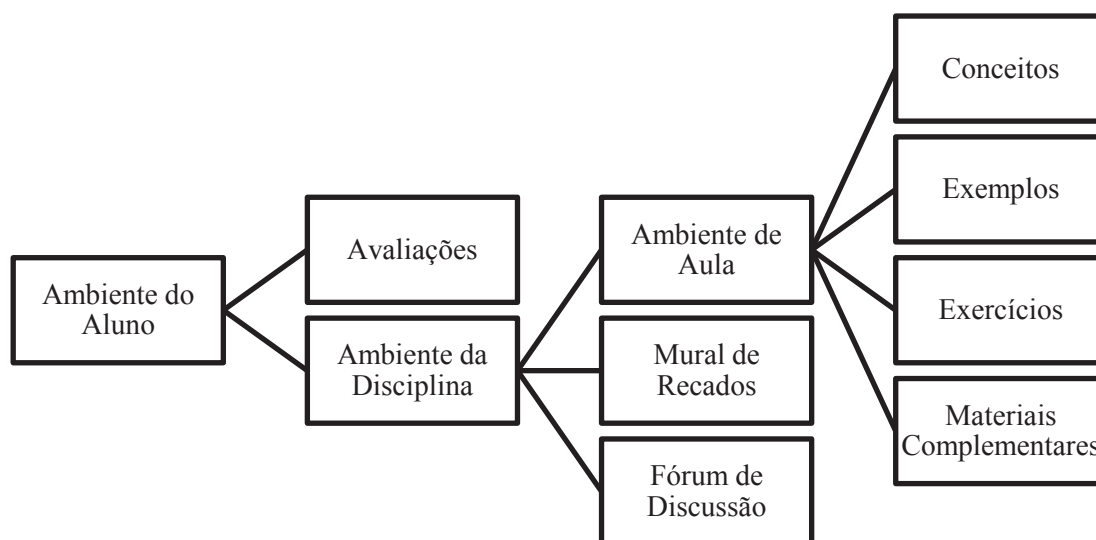 Ambiente do
Aluno
Avaliações
Ambiente da
Disciplina
Ambiente de
Aula
Mural de
Recados
Fórum de
Discussão
Conceitos
Exemplos
Exercícios
Materiais
Complementares